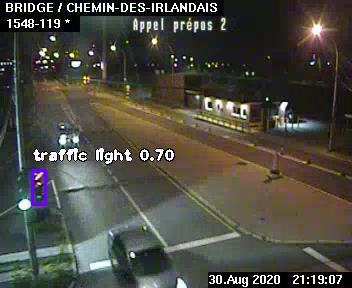 BRIDGE / CHEMIN-DES-IRLANDAIS
1548-119 *
Appel prépos 2
traffic light 0.70
30.Aug 2020 21:19:07